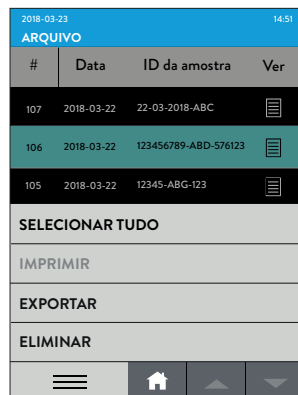 2018-03-23 14:51
ARQUIVO
# Data ID da amostra Ver
107 2018-03-22 22-03-2018-ABC
106 2018-03-22 123456789-ABD-576123
105 2018-03-22 12345-ABG-123
SELECIONAR TUDO
IMPRIMIR
EXPORTAR
ELIMINAR